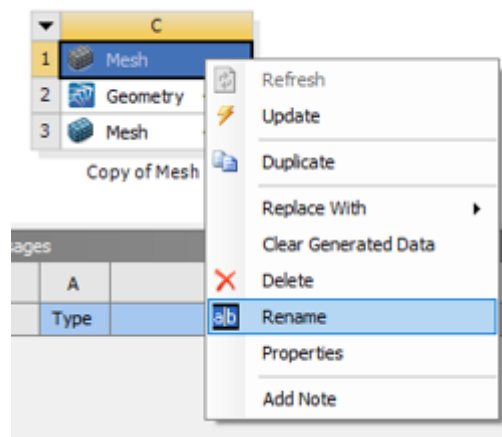 C
1 Mesh
2 Geometry
3 Mesh
Copy of Mesh
Refresh
Update
Duplicate
Replace With
Clear Generated Data
Delete
a|b Rename
Properties
Add Note
ages
A
Type